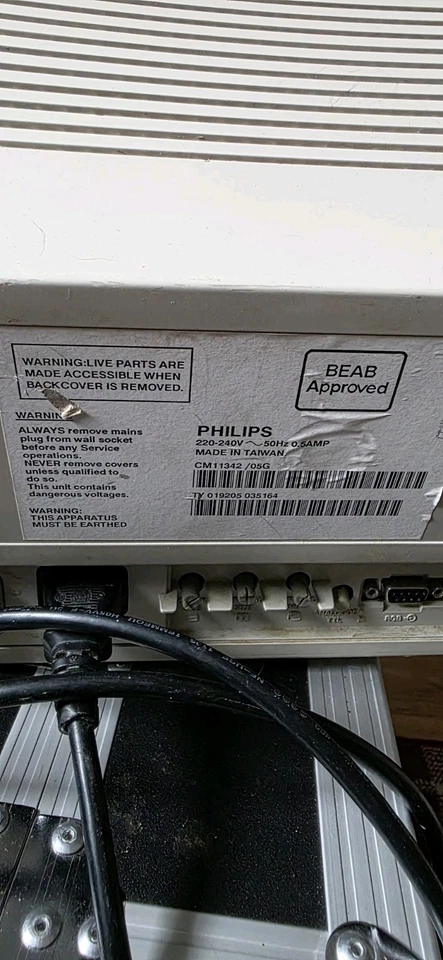 WARNING:LIVE PARTS ARE
MADE ACCESSIBLE WHEN
BACKCOVER IS REMOVED.
BEAB
Approved
WARNIN
ALWAYS remove mains
plug from wall socket
before any Service
operations.
NEVER remove covers
unless qualified to
do so.
This unit contains
dangerous voltages.
WARNING:
THIS APPARATUS
MUST BE EARTHED
PHILIPS
220-240V ~ 50Hz 0.5AMP
MADE IN TAIWAN
CM11342 /05G
TY 019205 035164